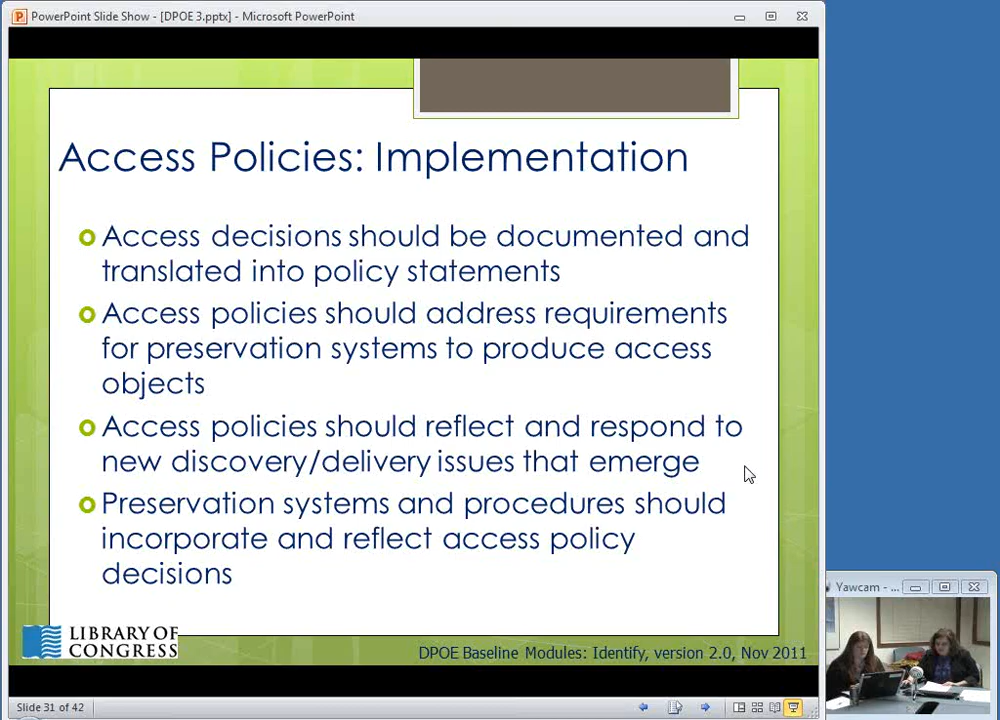 PowerPoint Slide Show - [DPOE 3.pptx] - Microsoft PowerPoint
Access Policies: Implementation
Access decisions should be documented and
translated into policy statements
Access policies should address requirements
for preservation systems to produce access
objects
Access policies should reflect and respond to
new discovery/delivery issues that emerge
Preservation systems and procedures should
incorporate and reflect access policy
decisions
LIBRARY OF
CONGRESS
DPOE Baseline Modules: Identify, version 2.0, Nov 2011
Yawcam - ...
Slide 31 of 42